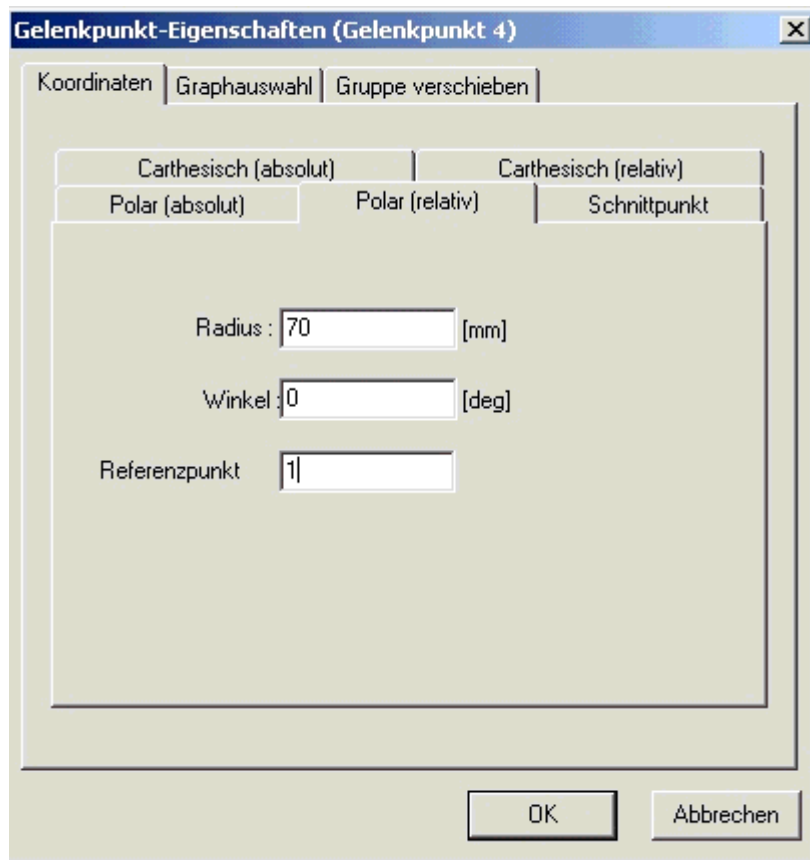 Gelenkpunkt-Eigenschaften (Gelenkpunkt 4)
Koordinaten Graphauswahl Gruppe verschieben
Carthesisch (absolut) Carthesisch (relativ)
Polar (absolut) Polar (relativ) Schnittpunkt
Radius : 70 [mm]
Winkel : 0 [deg]
Referenzpunkt 1
OK Abbrechen